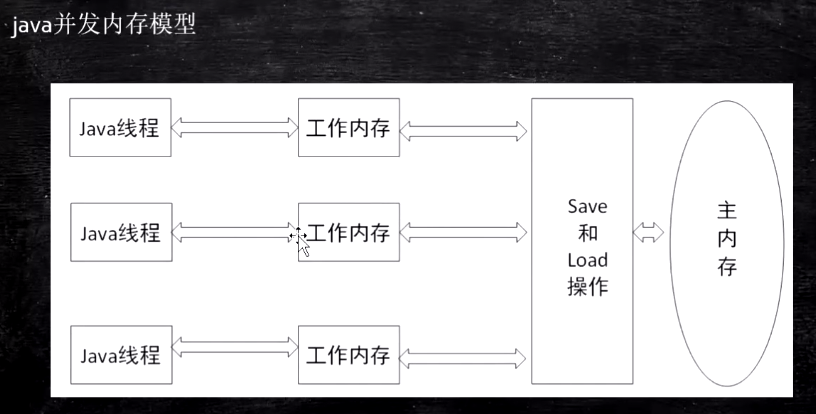 java并发内存模型
Java线程
工作内存
Java线程
工作内存
Java线程
工作内存
Save
和
Load
操作
主
内
存